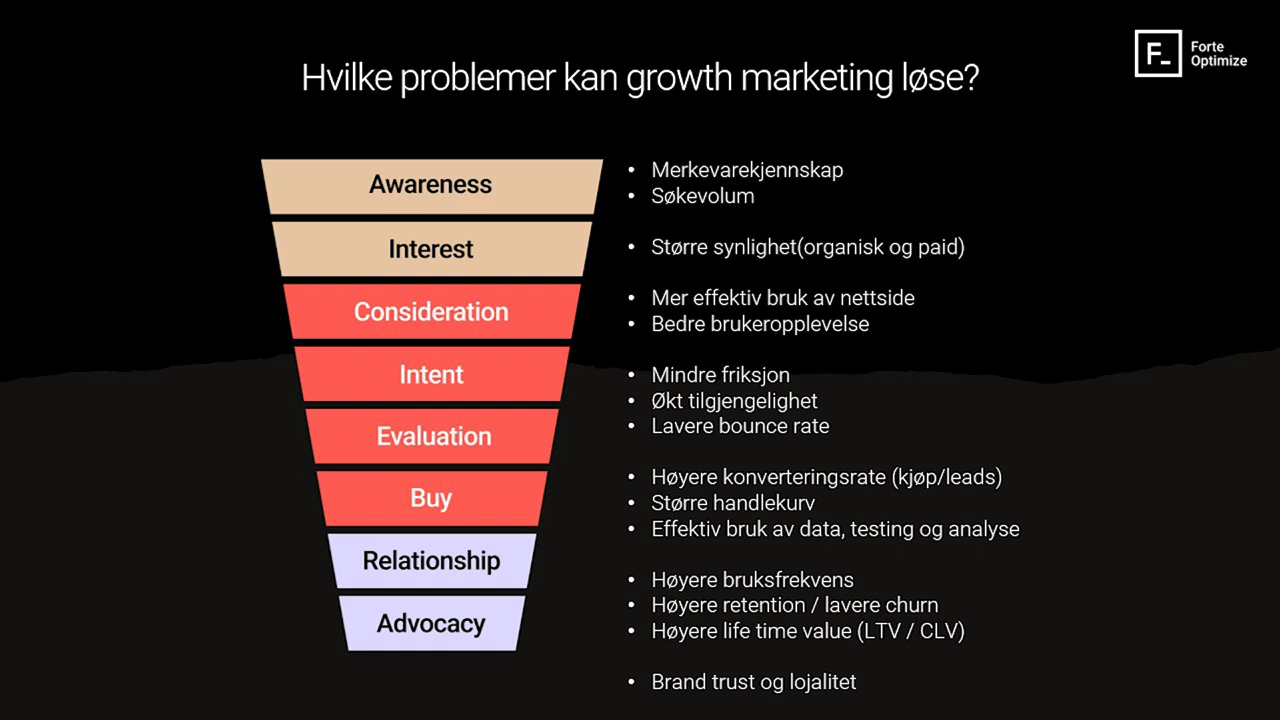 Hvilke problemer kan growth marketing løse?
F_ Forte
Optimize
Awareness
Interest
Consideration
Intent
Evaluation
Buy
Relationship
Advocacy
• Merkevarekjennskap
• Søkevolum
• Større synlighet(organisk og paid)
• Mer effektiv bruk av nettside
• Bedre brukeropplevelse
• Mindre friksjon
• Økt tilgjengelighet
• Lavere bounce rate
• Høyere konverteringsrate (kjøp/leads)
• Større handlekurv
• Effektiv bruk av data, testing og analyse
• Høyere bruksfrekvens
• Høyere retention / lavere churn
• Høyere life time value (LTV / CLV)
• Brand trust og lojalitet